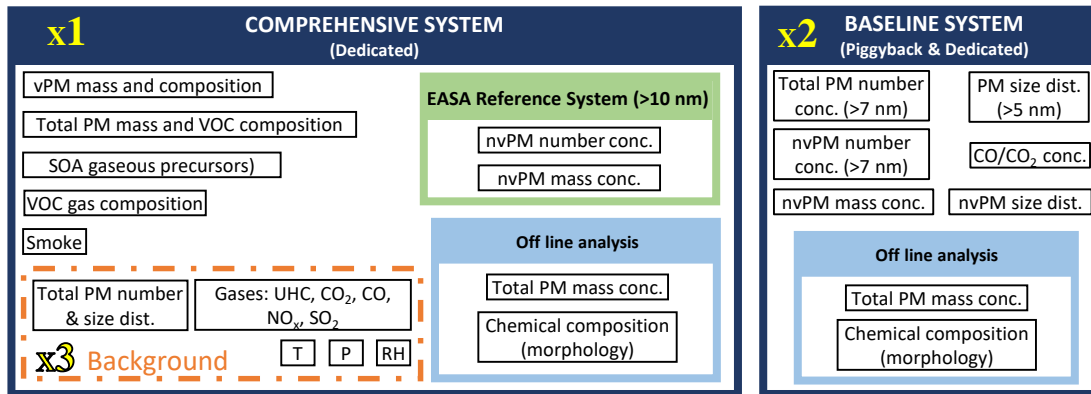 x1
COMPREHENSIVE SYSTEM
(Dedicated)
vPM mass and composition
Total PM mass and VOC composition
SOA gaseous precursors)
VOC gas composition
Smoke
Total PM number
& size dist.
Gases: UHC, CO₂, CO,
NOₓ, SO₂
x3 Background
T
P
RH
EASA Reference System (>10 nm)
nvPM number conc.
nvPM mass conc.
Off line analysis
Total PM mass conc.
Chemical composition
(morphology)
x2
BASELINE SYSTEM
(Piggyback & Dedicated)
Total PM number
conc. (>7 nm)
PM size dist.
(>5 nm)
nvPM number
conc. (>7 nm)
CO/CO₂ conc.
nvPM mass conc.
nvPM size dist.
Off line analysis
Total PM mass conc.
Chemical composition
(morphology)